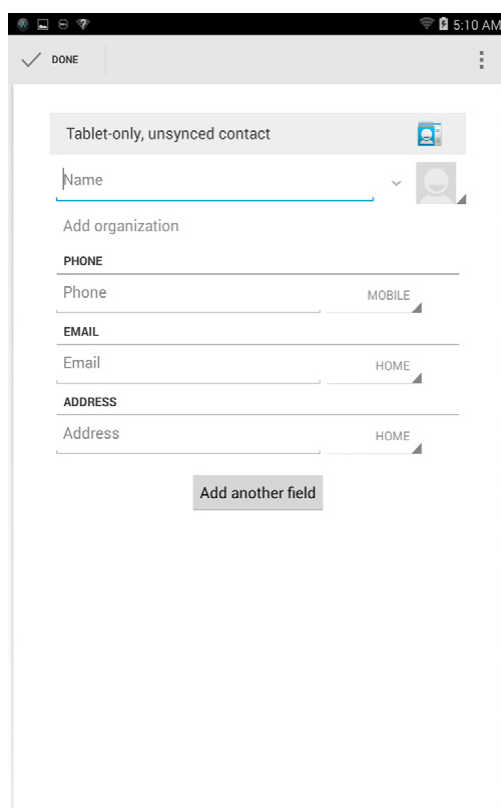 5:10 AM
DONE
Tablet-only, unsynced contact
Name
Add organization
PHONE
Phone MOBILE
EMAIL
Email HOME
ADDRESS
Address HOME
Add another field